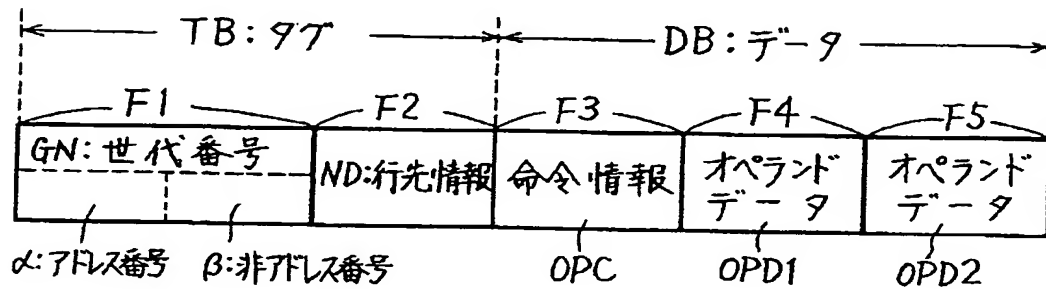 TB:タグ DB:データ
F1 F2 F3 F4 F5
GN:世代番号 ND:行先情報 命令情報 オペランド オペランド
データ データ
α:アドレス番号 β:非アドレス番号 OPC OPD1 OPD2